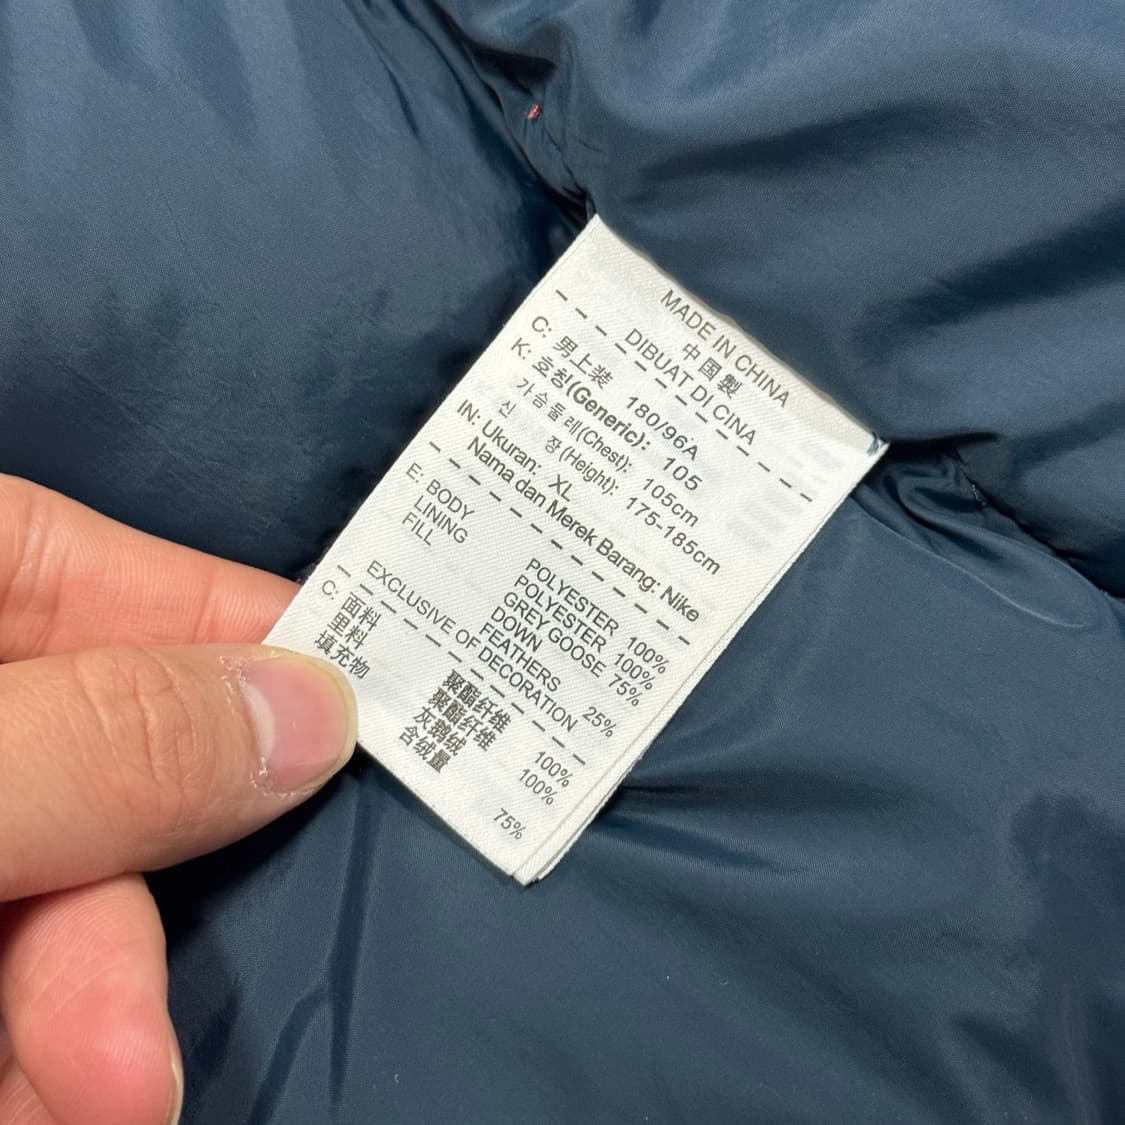 MADE IN CHINA
中国製
DIBUAT DI CINA
C: 男上装 180/96A
K: 호칭(Generic): 105
가슴둘레(Chest): 105cm
신 장(Height): 175-185cm
IN: Ukuran: XL
Nama dan Merek Barang: Nike
E: BODY POLYESTER 100%
LINING POLYESTER 100%
FILL GREY GOOSE 75%
DOWN
FEATHERS 25%
EXCLUSIVE OF DECORATION
C: 面料 聚酯纤维 100%
里料 聚酯纤维 100%
填充物 灰鹅绒
含绒量 75%